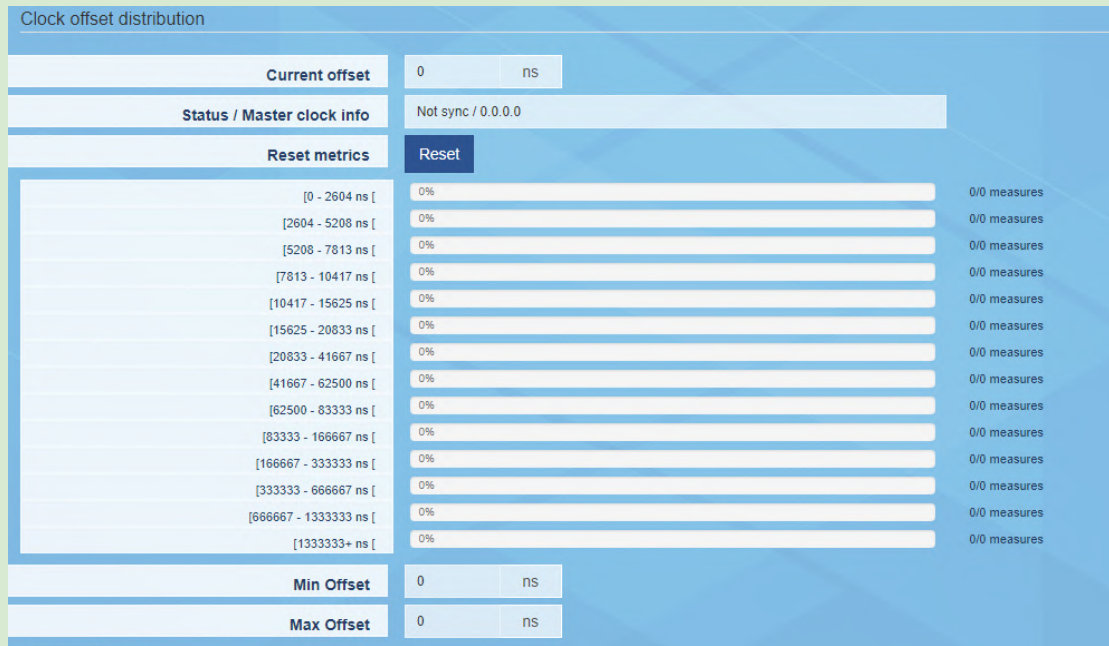 Clock offset distribution
Current offset 0 ns
Status / Master clock info Not sync / 0.0.0.0
Reset metrics Reset
[0 - 2604 ns [ 0% 0/0 measures
[2604 - 5208 ns [ 0% 0/0 measures
[5208 - 7813 ns [ 0% 0/0 measures
[7813 - 10417 ns [ 0% 0/0 measures
[10417 - 15625 ns [ 0% 0/0 measures
[15625 - 20833 ns [ 0% 0/0 measures
[20833 - 41667 ns [ 0% 0/0 measures
[41667 - 62500 ns [ 0% 0/0 measures
[62500 - 83333 ns [ 0% 0/0 measures
[83333 - 166667 ns [ 0% 0/0 measures
[166667 - 333333 ns [ 0% 0/0 measures
[333333 - 666667 ns [ 0% 0/0 measures
[666667 - 1333333 ns [ 0% 0/0 measures
[1333333+ ns [ 0% 0/0 measures
Min Offset 0 ns
Max Offset 0 ns